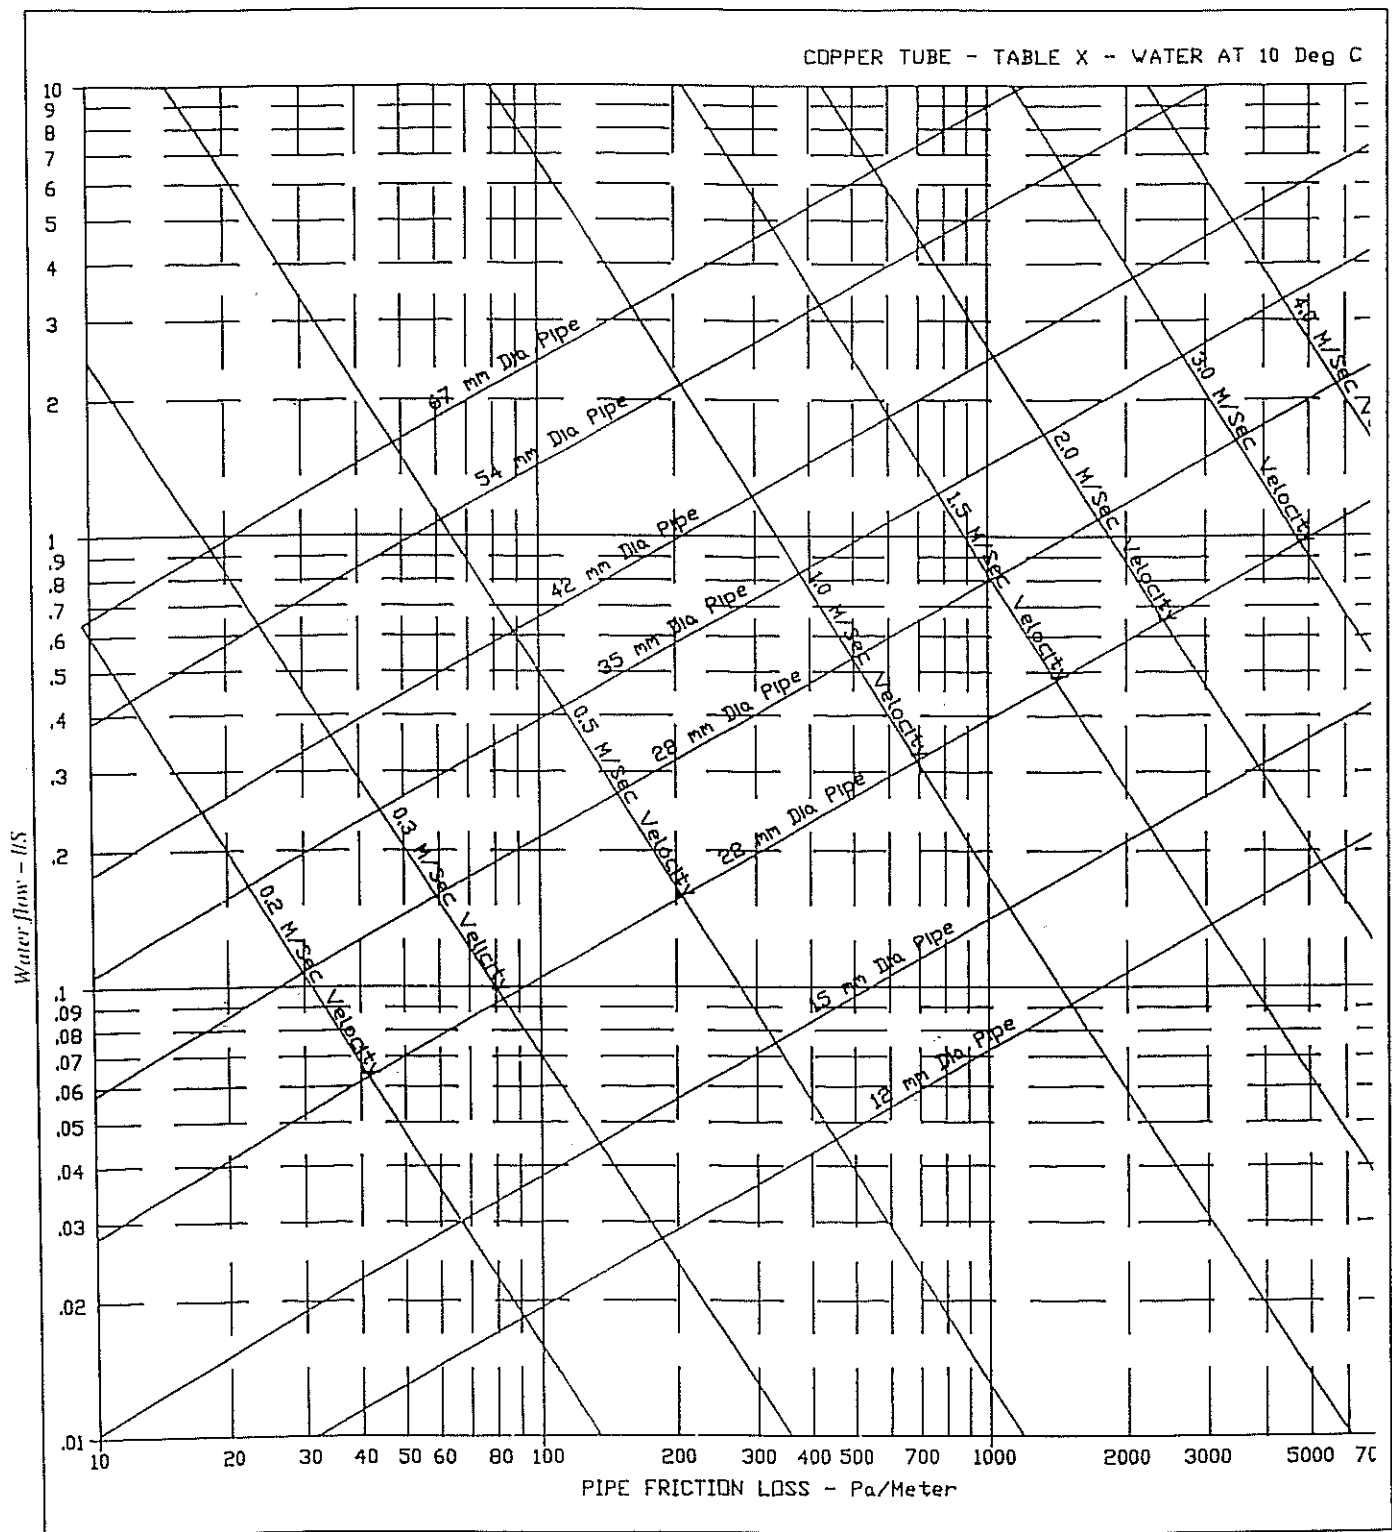 COPPER TUBE - TABLE X -- WATER AT 10 Deg C
10
9
8
7
6
5
4
3
2
1
.9
.8
.7
.6
.5
.4
.3
.2
.1
.09
.08
.07
.06
.05
.04
.03
.02
.01
Water flow - l/S
67 mm Dia Pipe
54 mm Dia Pipe
42 mm Dia Pipe
35 mm Dia Pipe
28 mm Dia Pipe
22 mm Dia Pipe
15 mm Dia Pipe
12 mm Dia Pipe
0.2 M/Sec Velocity
0.3 M/Sec Velicity
0.5 M/Sec Velocity
1.0 M/Sec Velocity
1.5 M/Sec Velocity
2.0 M/Sec Velocity
3.0 M/Sec Velocity
4.0 M/Sec
10 20 30 40 50 60 80 100 200 300 400 500 700 1000 2000 3000 5000
PIPE FRICTION LOSS - Pa/Meter